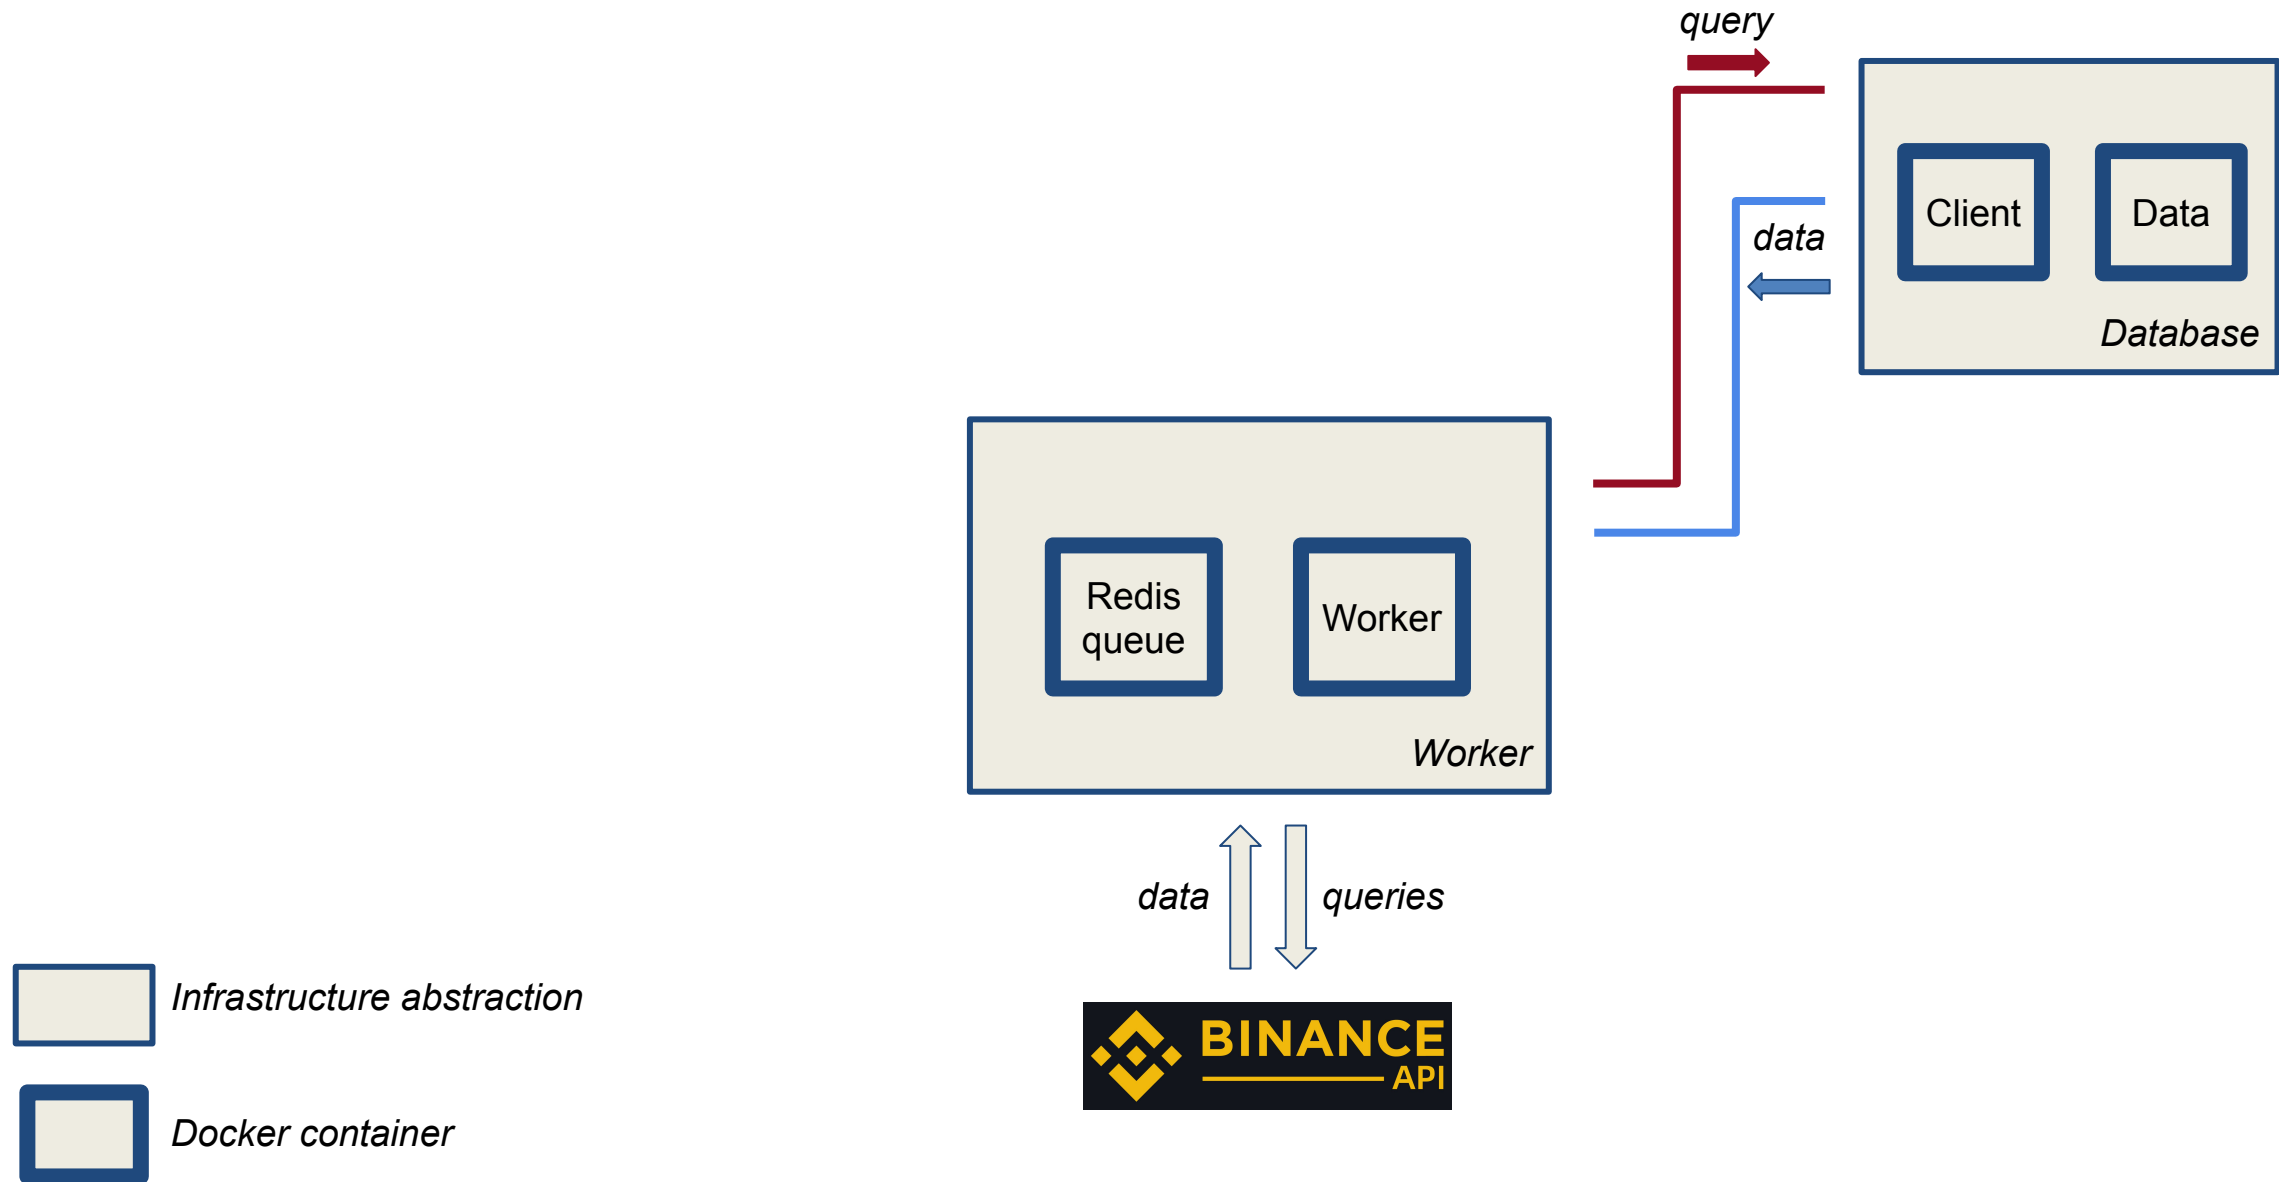 query
Client
Data
data
Database
Redis
queue
Worker
Worker
data
queries
BINANCE
API
Infrastructure abstraction
Docker container